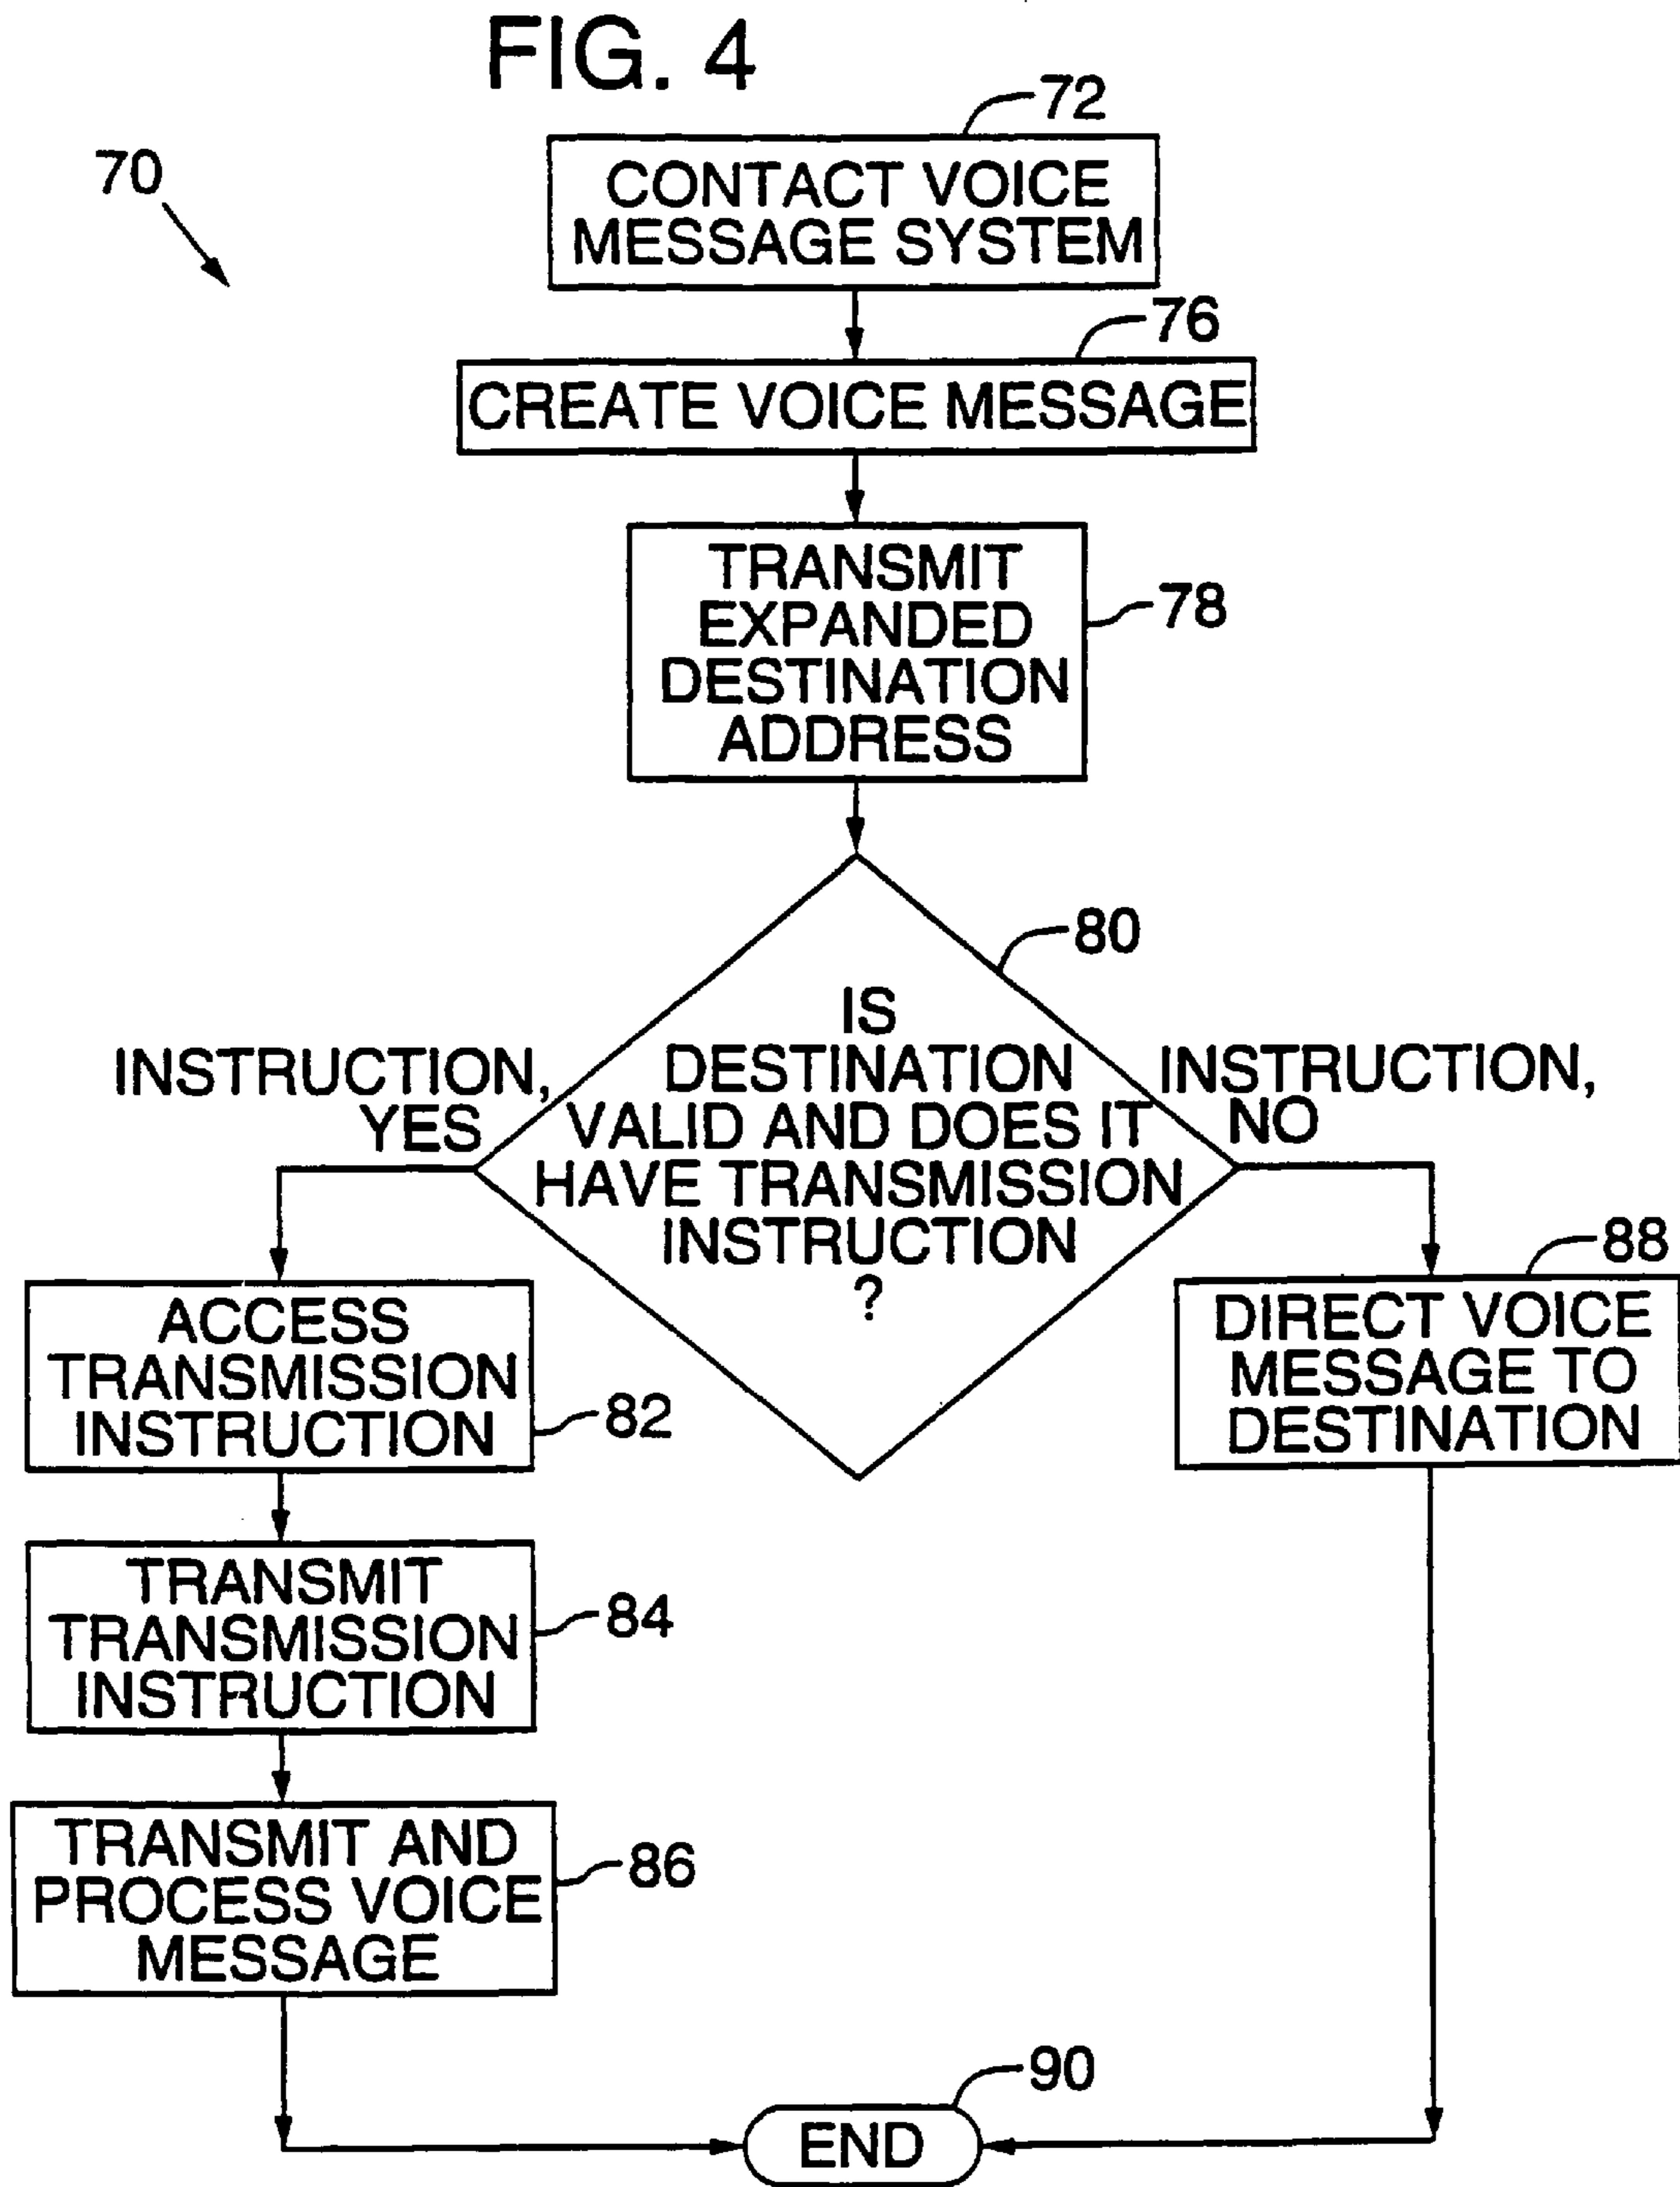 FIG. 4
70
72
CONTACT VOICE
MESSAGE SYSTEM
76
CREATE VOICE MESSAGE
TRANSMIT
EXPANDED
DESTINATION
ADDRESS
78
80
IS
DESTINATION
VALID AND DOES IT
HAVE TRANSMISSION
INSTRUCTION
?
INSTRUCTION,
YES
INSTRUCTION,
NO
ACCESS
TRANSMISSION
INSTRUCTION
82
88
DIRECT VOICE
MESSAGE TO
DESTINATION
TRANSMIT
TRANSMISSION
INSTRUCTION
84
TRANSMIT AND
PROCESS VOICE
MESSAGE
86
90
END